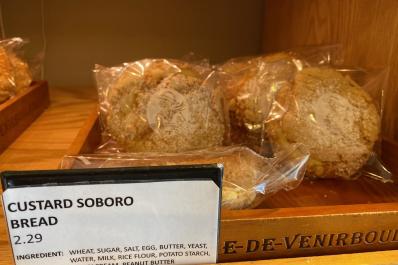 CUSTARD SOBORO
BREAD
2.29
INGREDIENT: WHEAT, SUGAR, SALT, EGG, BUTTER, YEAST,
WATER, MILK, RICE FLOUR, POTATO STARCH,
PEANUT BUTTER
E-DE-VENIRBOU